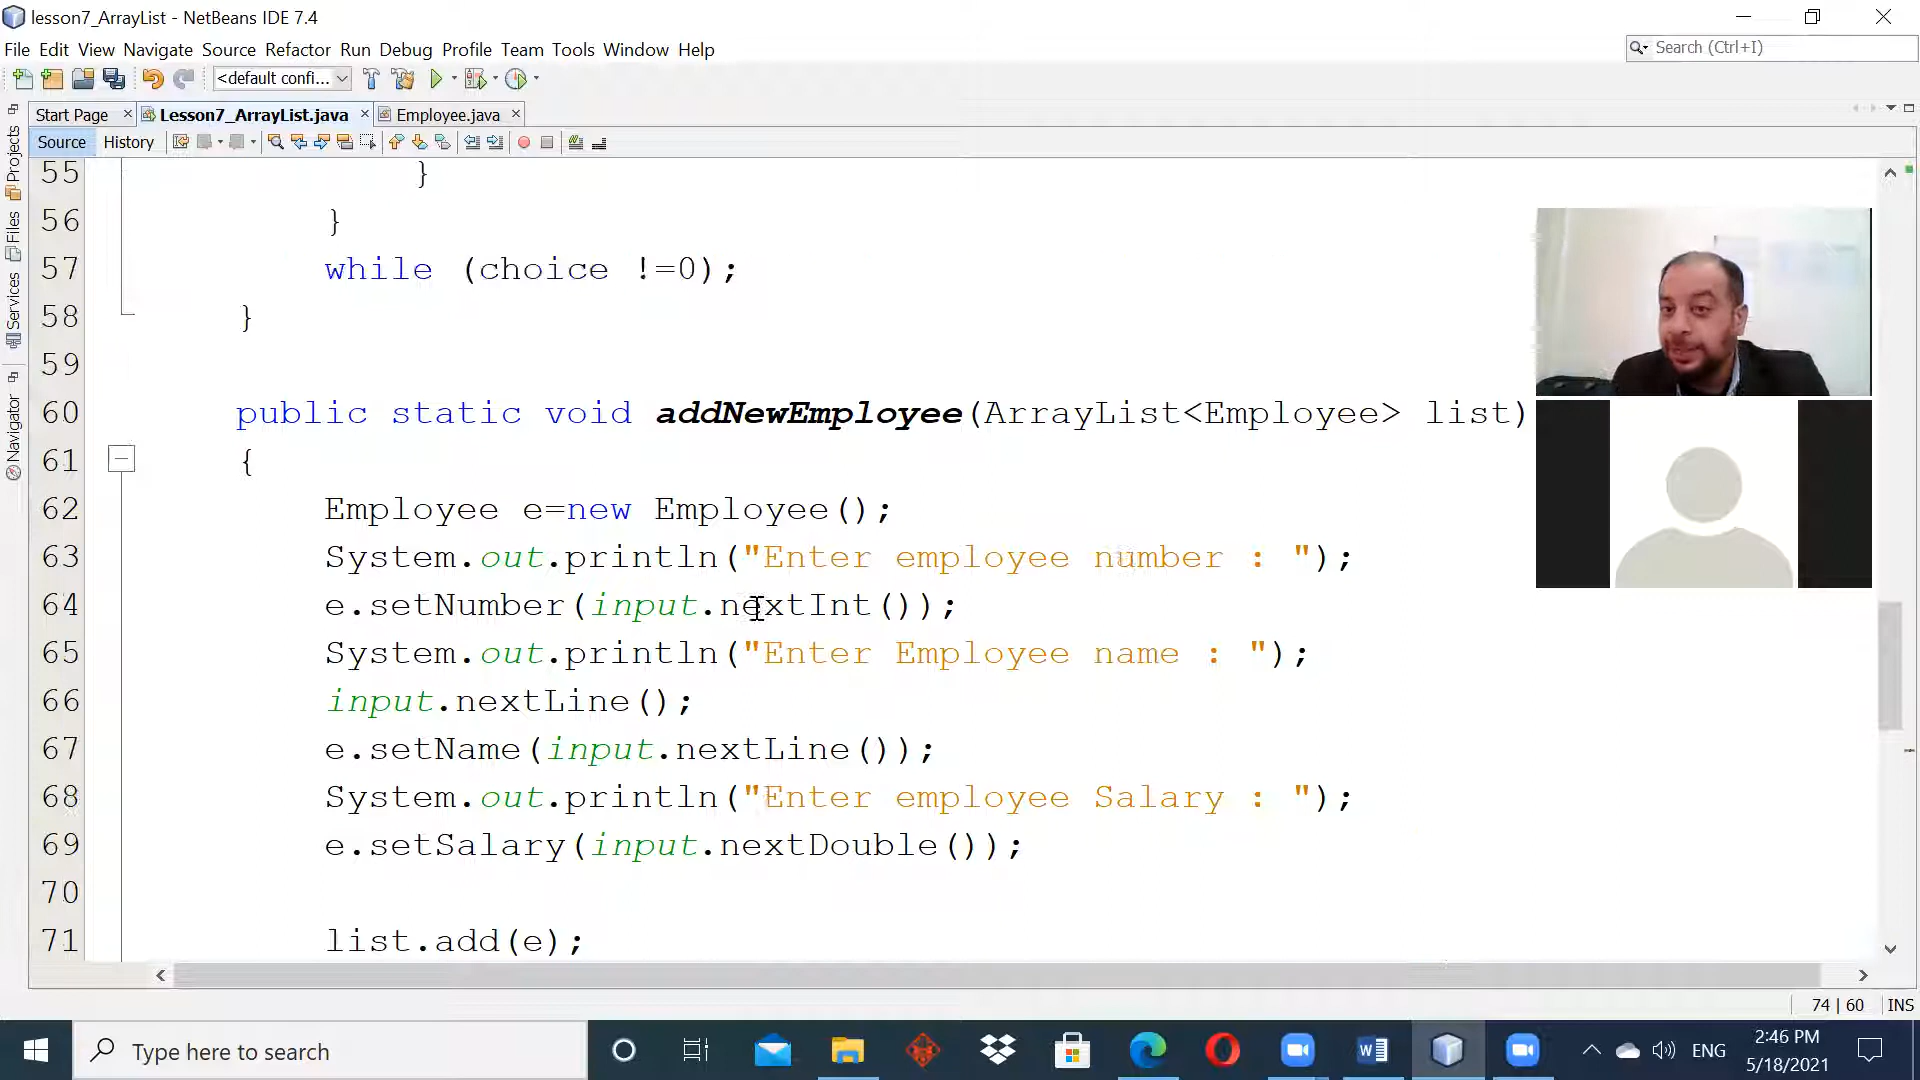 lesson7_ArrayList - NetBeans IDE 7.4
File Edit View Navigate Source Refactor Run Debug Profile Team Tools Window Help
Search (Ctrl+I)
<default confi...
Start Page Lesson7_ArrayList.java Employee.java
Source History
Projects
Files
Services
Navigator
55 }
56 }
57 while (choice !=0);
58 }
59
60 public static void addNewEmployee(ArrayList<Employee> list)
61 {
62 Employee e=new Employee();
63 System.out.println("Enter employee number : ");
64 e.setNumber(input.nextInt());
65 System.out.println("Enter Employee name : ");
66 input.nextLine();
67 e.setName(input.nextLine());
68 System.out.println("Enter employee Salary : ");
69 e.setSalary(input.nextDouble());
70
71 list.add(e);
74 | 60 INS
Type here to search
ENG
2:46 PM
5/18/2021